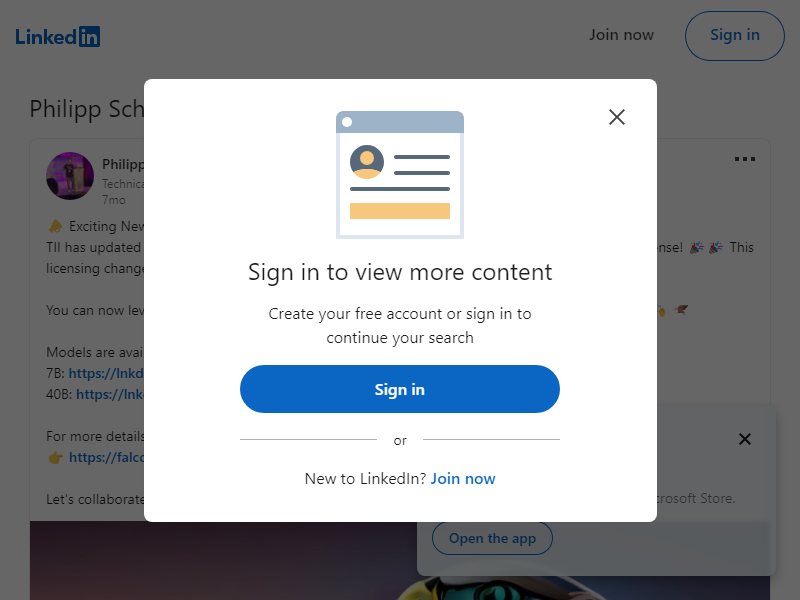 Linkedin
Join now
Sign in
Philipp Sch
Philipp
Technica
7mo
Exciting New
TII has updated
nse! This
licensing change
You can now lev
Models are avai
7B: https://lnkd
40B: https://lnk
For more details
https://falco
Let's collaborate
Sign in to view more content
Create your free account or sign in to
continue your search
Sign in
or
New to LinkedIn? Join now
crosoft Store.
Open the app